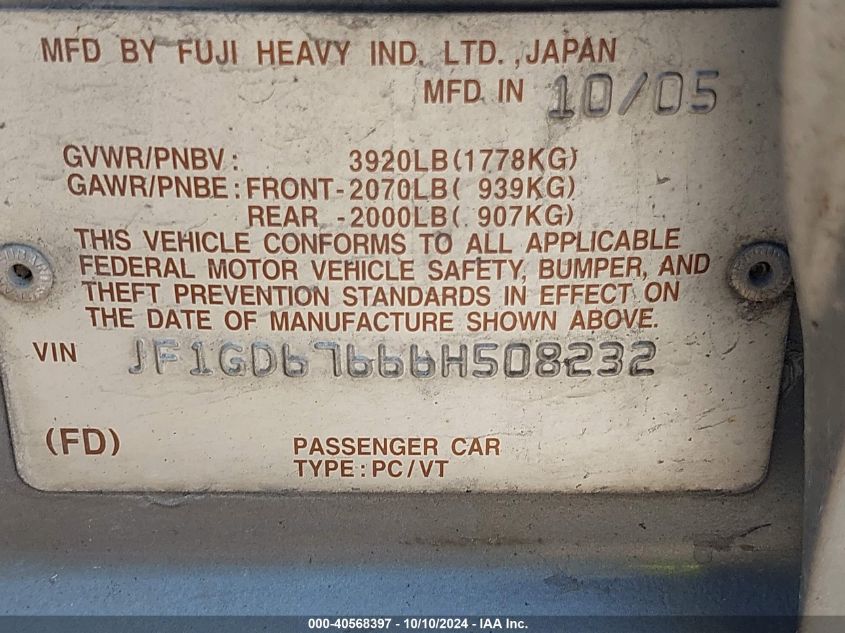 MFD BY FUJI HEAVY IND. LTD., JAPAN
MFD IN 10/05
GVWR/PNBV: 3920LB(1778KG)
GAWR/PNBE: FRONT-2070LB( 939KG)
REAR -2000LB( 907KG)
THIS VEHICLE CONFORMS TO ALL APPLICABLE
FEDERAL MOTOR VEHICLE SAFETY, BUMPER, AND
THEFT PREVENTION STANDARDS IN EFFECT ON
THE DATE OF MANUFACTURE SHOWN ABOVE.
VIN JF1GD67666H508232
(FD) PASSENGER CAR
TYPE: PC/VT
000-40568397 - 10/10/2024 - IAA Inc.